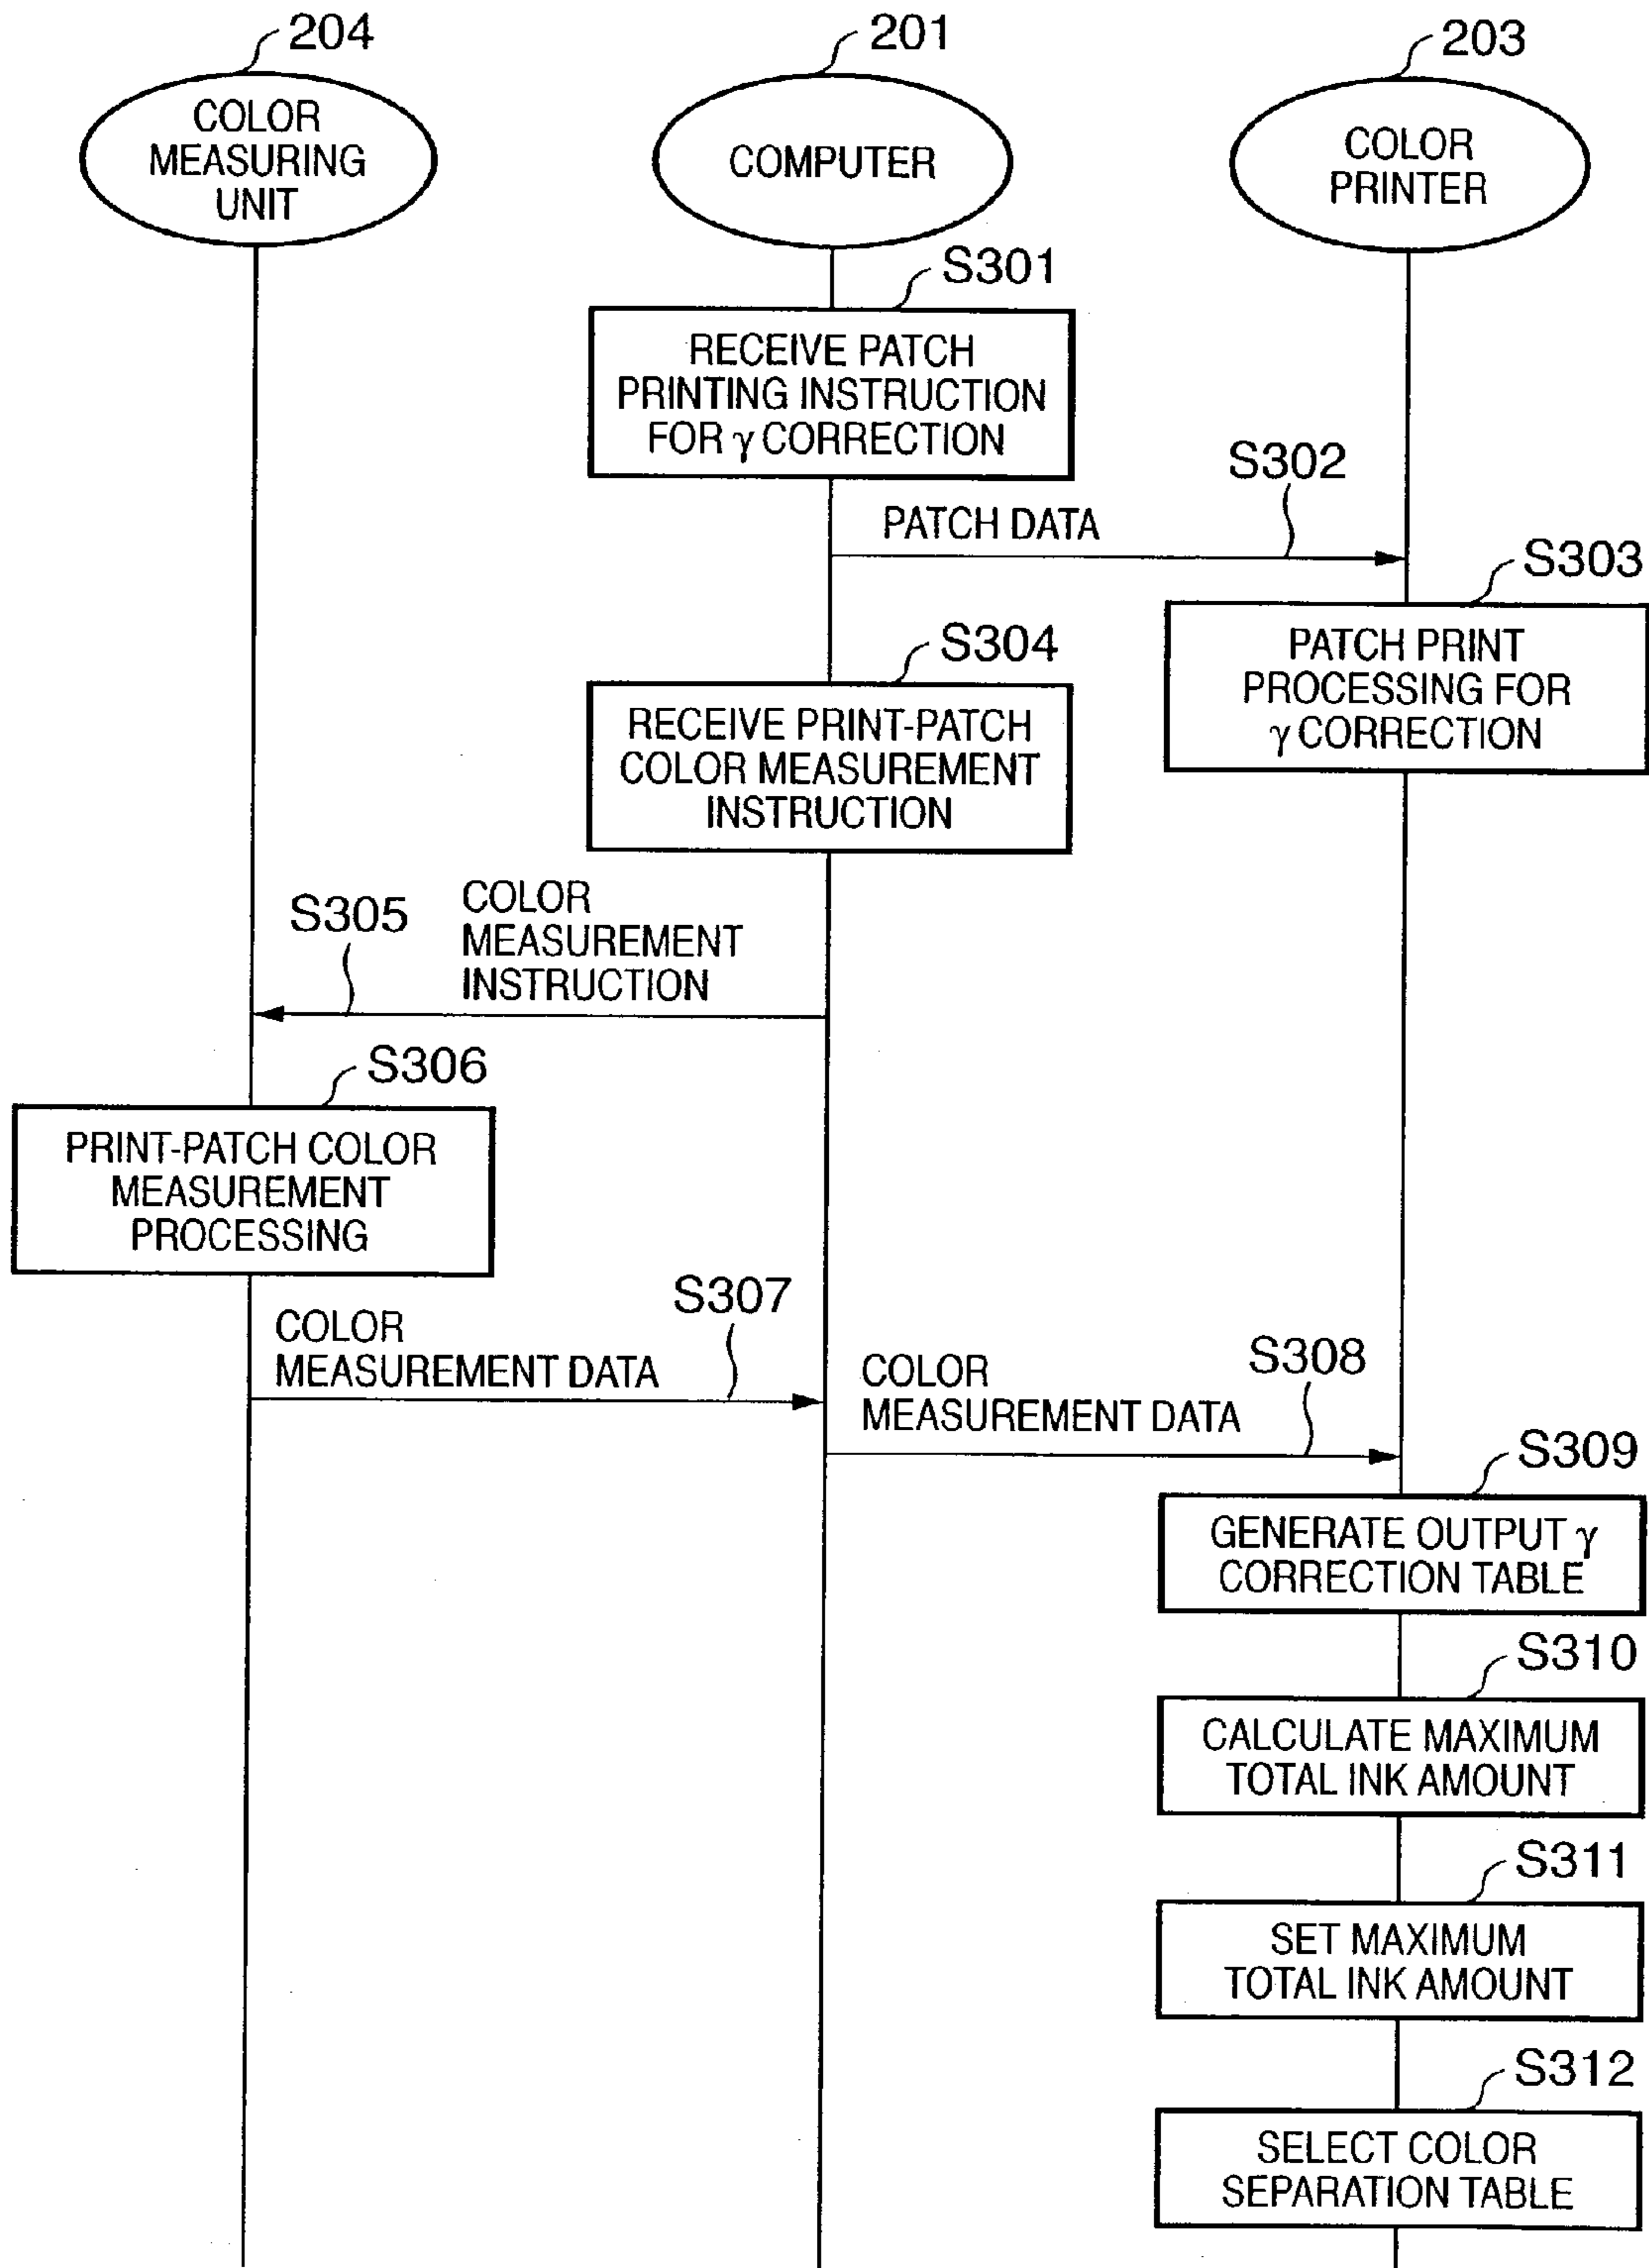 204
201
203
COLOR
MEASURING
UNIT
COMPUTER
COLOR
PRINTER
S301
RECEIVE PATCH
PRINTING INSTRUCTION
FOR γ CORRECTION
S302
PATCH DATA
S303
PATCH PRINT
PROCESSING FOR
γ CORRECTION
S304
RECEIVE PRINT-PATCH
COLOR MEASUREMENT
INSTRUCTION
S305
COLOR
MEASUREMENT
INSTRUCTION
S306
PRINT-PATCH COLOR
MEASUREMENT
PROCESSING
S307
COLOR
MEASUREMENT DATA
S308
COLOR
MEASUREMENT DATA
S309
GENERATE OUTPUT γ
CORRECTION TABLE
S310
CALCULATE MAXIMUM
TOTAL INK AMOUNT
S311
SET MAXIMUM
TOTAL INK AMOUNT
S312
SELECT COLOR
SEPARATION TABLE